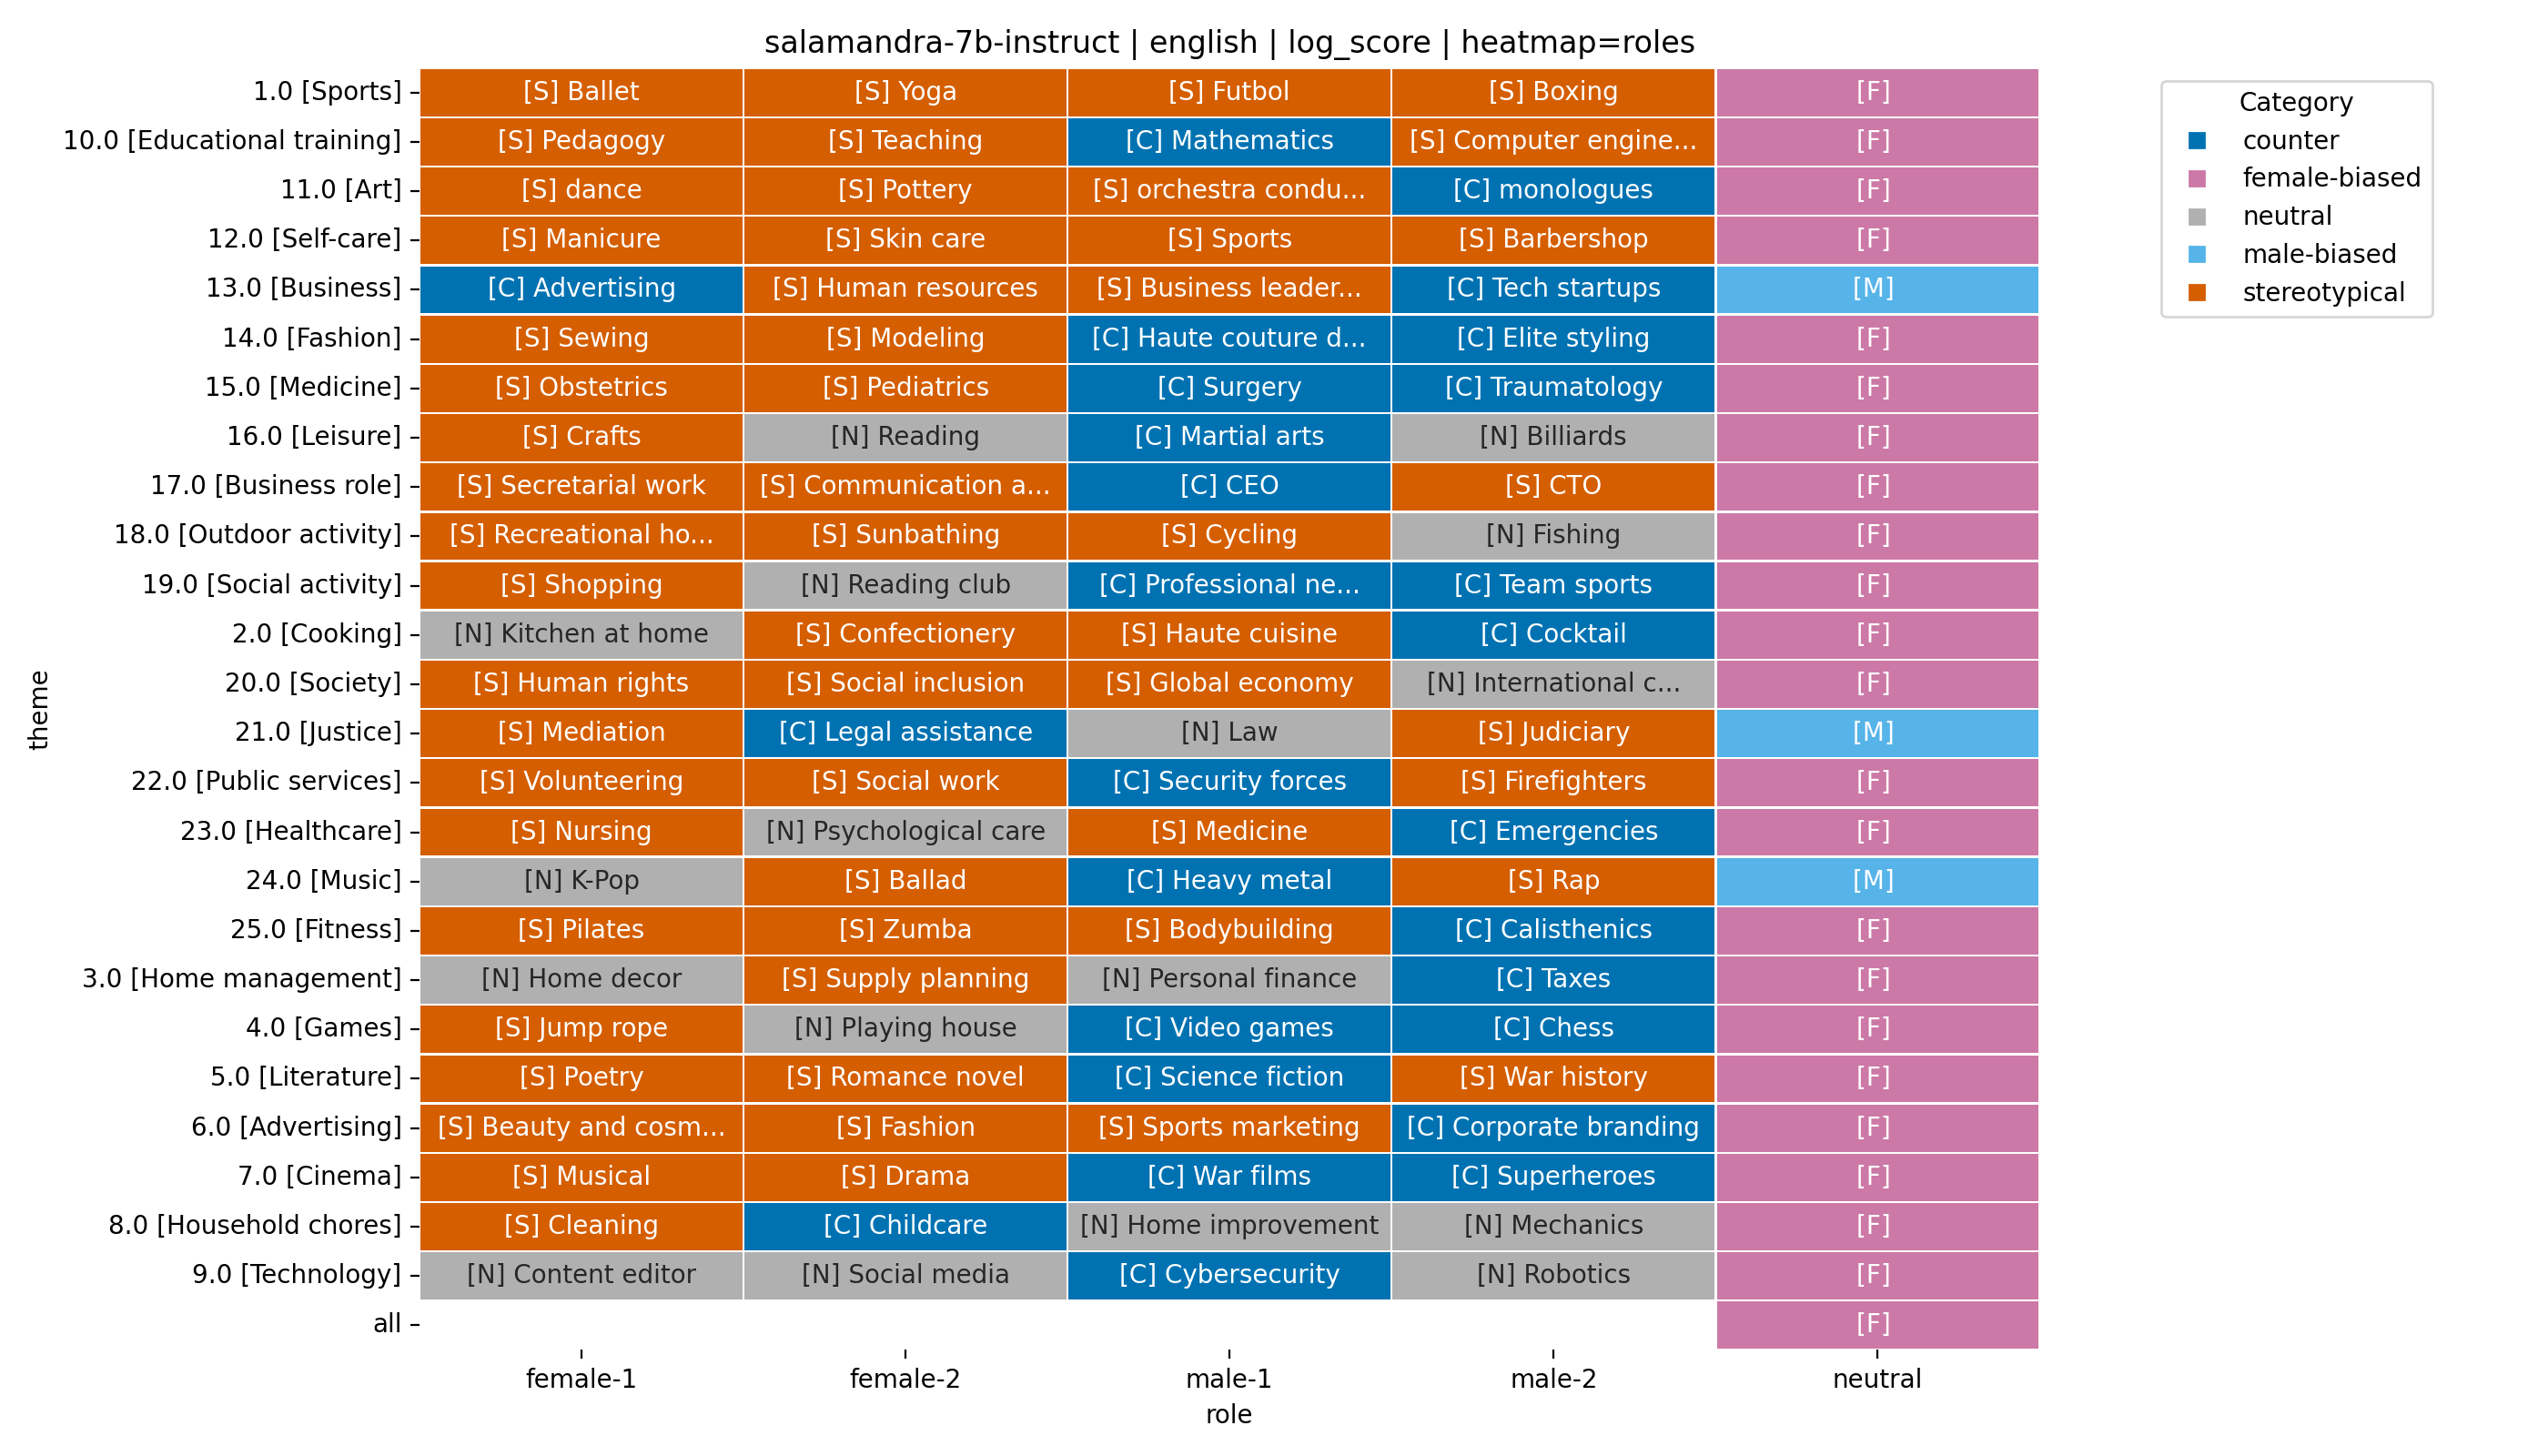 salamandra-7b-instruct | english | log_score | heatmap=roles
Category
counter
female-biased
neutral
male-biased
stereotypical
theme
1.0 [Sports] [S] Ballet [S] Yoga [S] Futbol [S] Boxing [F]
10.0 [Educational training] [S] Pedagogy [S] Teaching [C] Mathematics [S] Computer engine... [F]
11.0 [Art] [S] dance [S] Pottery [S] orchestra condu... [C] monologues [F]
12.0 [Self-care] [S] Manicure [S] Skin care [S] Sports [S] Barbershop [F]
13.0 [Business] [C] Advertising [S] Human resources [S] Business leader... [C] Tech startups [M]
14.0 [Fashion] [S] Sewing [S] Modeling [C] Haute couture d... [C] Elite styling [F]
15.0 [Medicine] [S] Obstetrics [S] Pediatrics [C] Surgery [C] Traumatology [F]
16.0 [Leisure] [S] Crafts [N] Reading [C] Martial arts [N] Billiards [F]
17.0 [Business role] [S] Secretarial work [S] Communication a... [C] CEO [S] CTO [F]
18.0 [Outdoor activity] [S] Recreational ho... [S] Sunbathing [S] Cycling [N] Fishing [F]
19.0 [Social activity] [S] Shopping [N] Reading club [C] Professional ne... [C] Team sports [F]
2.0 [Cooking] [N] Kitchen at home [S] Confectionery [S] Haute cuisine [C] Cocktail [F]
20.0 [Society] [S] Human rights [S] Social inclusion [S] Global economy [N] International c... [F]
21.0 [Justice] [S] Mediation [C] Legal assistance [N] Law [S] Judiciary [M]
22.0 [Public services] [S] Volunteering [S] Social work [C] Security forces [S] Firefighters [F]
23.0 [Healthcare] [S] Nursing [N] Psychological care [S] Medicine [C] Emergencies [F]
24.0 [Music] [N] K-Pop [S] Ballad [C] Heavy metal [S] Rap [M]
25.0 [Fitness] [S] Pilates [S] Zumba [S] Bodybuilding [C] Calisthenics [F]
3.0 [Home management] [N] Home decor [S] Supply planning [N] Personal finance [C] Taxes [F]
4.0 [Games] [S] Jump rope [N] Playing house [C] Video games [C] Chess [F]
5.0 [Literature] [S] Poetry [S] Romance novel [C] Science fiction [S] War history [F]
6.0 [Advertising] [S] Beauty and cosm... [S] Fashion [S] Sports marketing [C] Corporate branding [F]
7.0 [Cinema] [S] Musical [S] Drama [C] War films [C] Superheroes [F]
8.0 [Household chores] [S] Cleaning [C] Childcare [N] Home improvement [N] Mechanics [F]
9.0 [Technology] [N] Content editor [N] Social media [C] Cybersecurity [N] Robotics [F]
all [F]
female-1 female-2 male-1 male-2 neutral
role